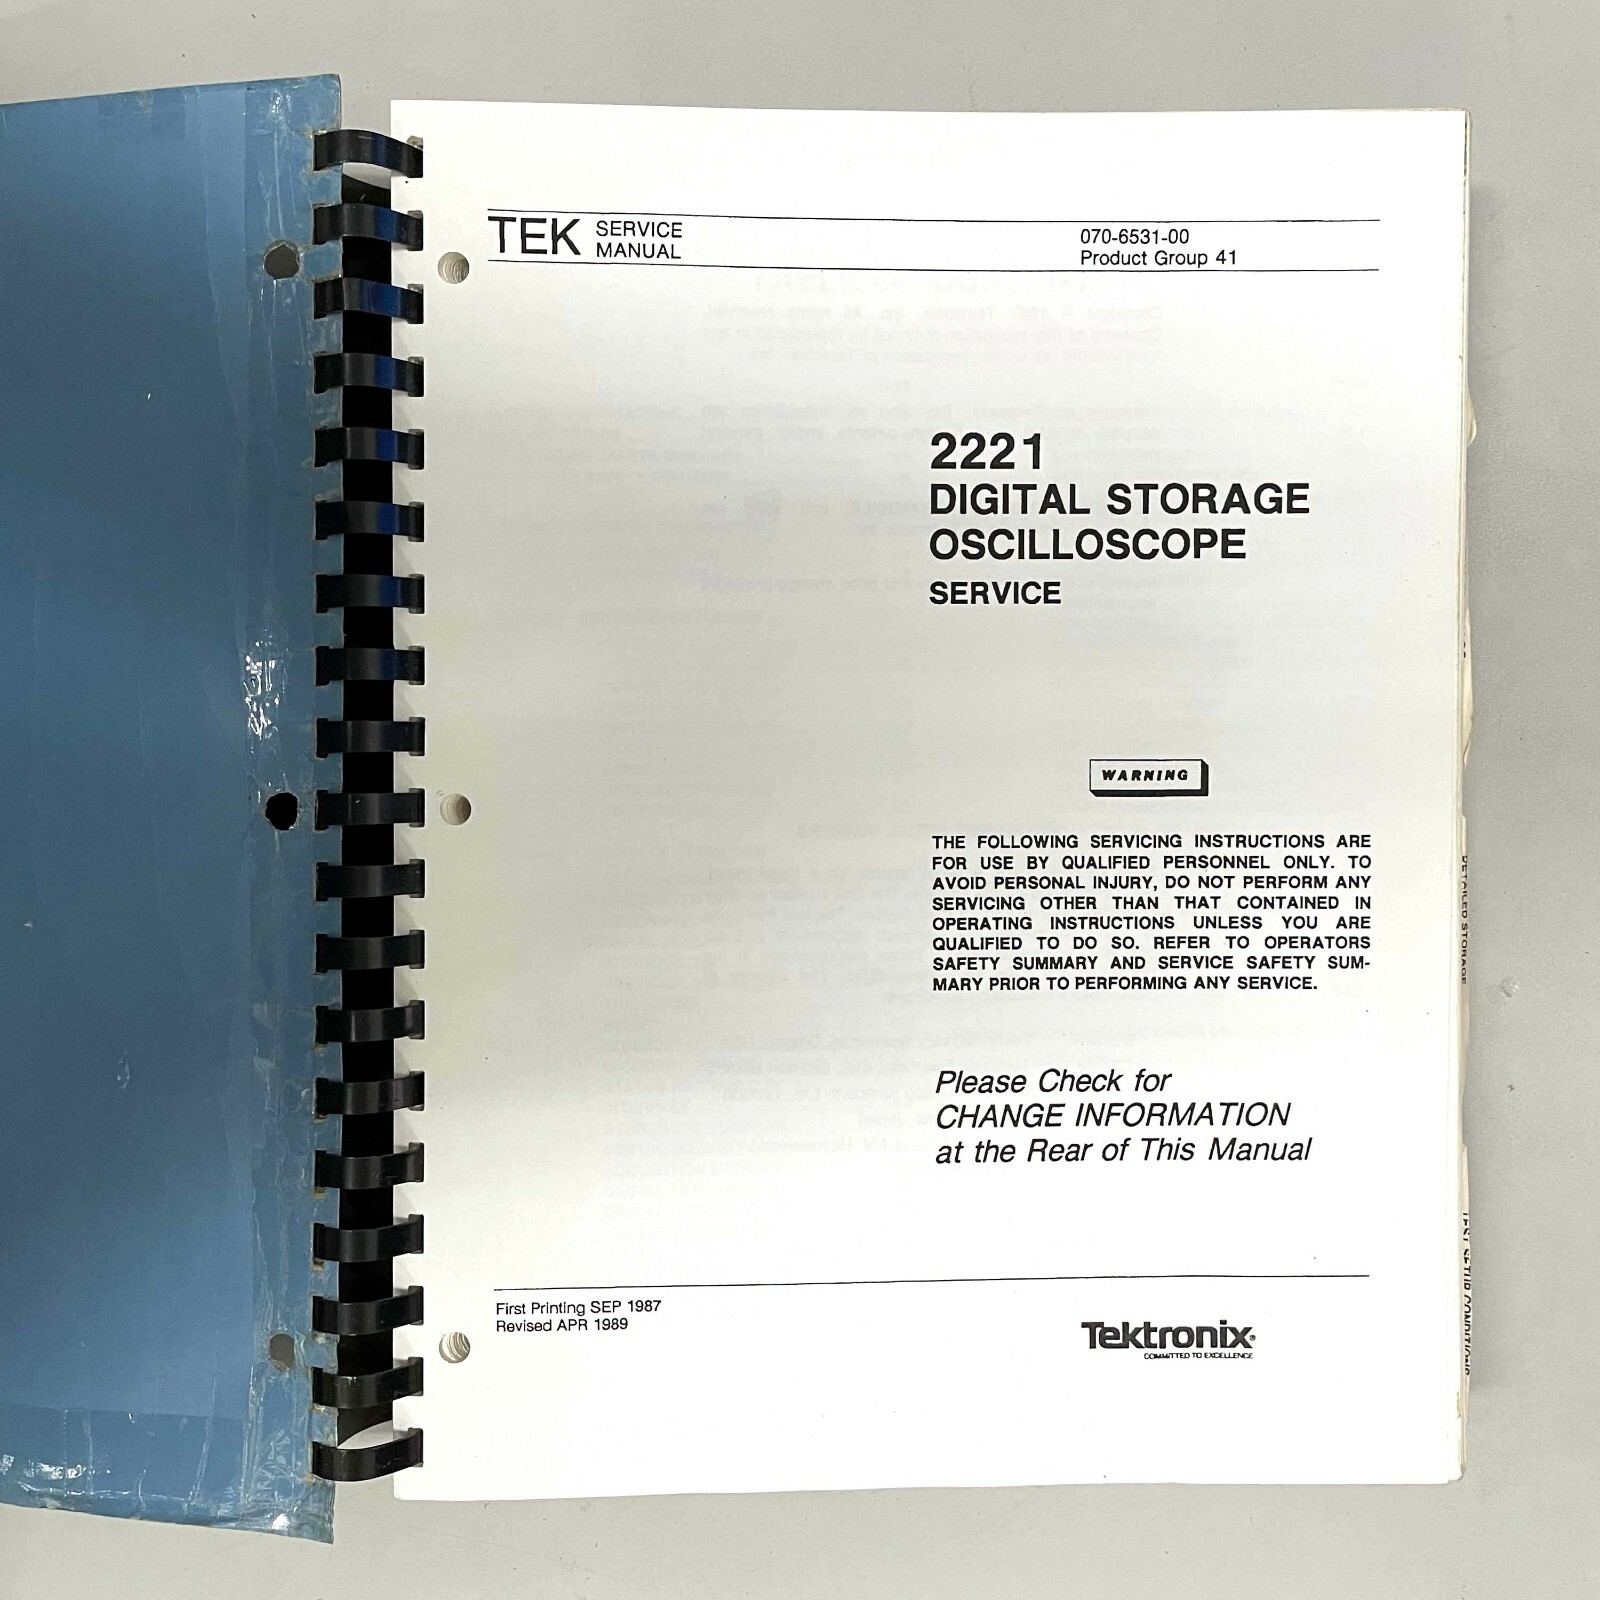 TEK SERVICE
MANUAL
070-6531-00
Product Group 41
2221
DIGITAL STORAGE
OSCILLOSCOPE
SERVICE
WARNING
THE FOLLOWING SERVICING INSTRUCTIONS ARE
FOR USE BY QUALIFIED PERSONNEL ONLY. TO
AVOID PERSONAL INJURY, DO NOT PERFORM ANY
SERVICING OTHER THAN THAT CONTAINED IN
OPERATING INSTRUCTIONS UNLESS YOU ARE
QUALIFIED TO DO SO. REFER TO OPERATORS
SAFETY SUMMARY AND SERVICE SAFETY SUM-
MARY PRIOR TO PERFORMING ANY SERVICE.
Please Check for
CHANGE INFORMATION
at the Rear of This Manual
First Printing SEP 1987
Revised APR 1989
Tektronix®
COMMITTED TO EXCELLENCE
DETAILED STORAGE
TEST SETUP CONDITIONS